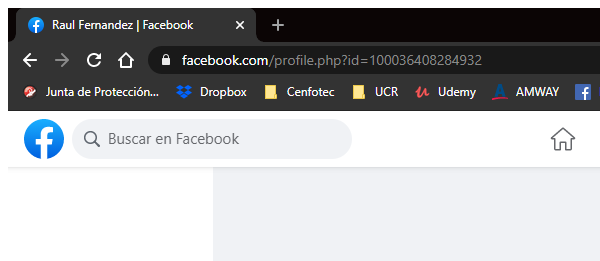 Raul Fernandez | Facebook
facebook.com/profile.php?id=100036408284932
Junta de Protección... Dropbox Cenfotec UCR Udemy AMWAY
Buscar en Facebook